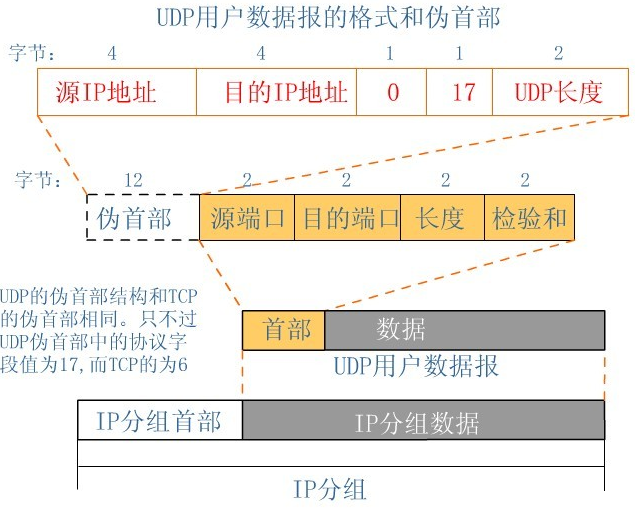 UDP用户数据报的格式和伪首部
字节: 4 4 1 1 2
源IP地址 目的IP地址 0 17 UDP长度
字节: 12 2 2 2 2
伪首部 源端口 目的端口 长度 检验和
UDP的伪首部结构和TCP
的伪首部相同。只不过
UDP伪首部中的协议字
段值为17,而TCP的为6
首部 数据
UDP用户数据报
IP分组首部 IP分组数据
IP分组